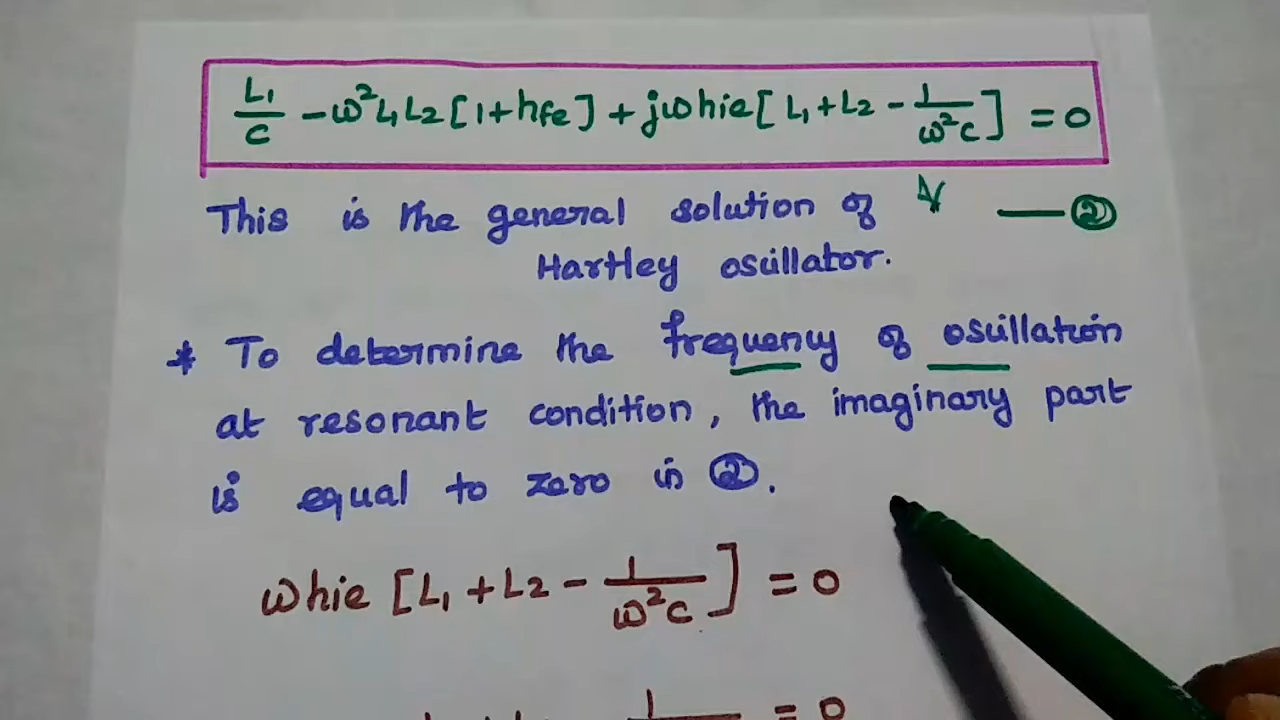 L₁/C - ω²L₁L₂ [1+hfe] + jωhie [L₁+L₂ - 1/ω²C] = 0
This is the general solution of — ②
Hartley oscillator.
* To determine the frequency of oscillation
at resonant condition, the imaginary part
is equal to zero in ②.
ωhie [L₁+L₂ - 1/ω²C] = 0
1 = 0